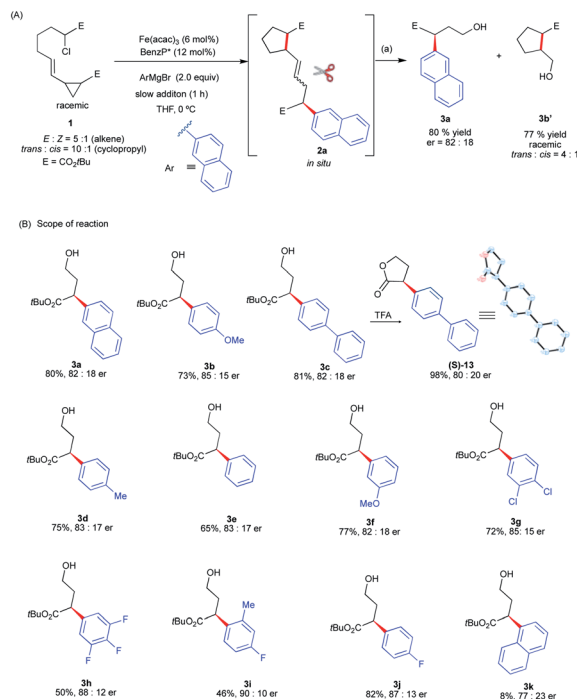 (A)
E
Cl
E
racemic
1
E : Z = 5 :1 (alkene)
trans : cis = 10 :1 (cyclopropyl)
E = CO₂tBu
Fe(acac)₃ (6 mol%)
BenzP* (12 mol%)
ArMgBr (2.0 equiv)
slow additon (1 h)
THF, 0 ºC
Ar
E
E
2a
in situ
(a)
E
OH
3a
80 % yield
er = 82 : 18
+
E
OH
3b'
77 % yield
racemic
trans : cis = 4 : 1
(B) Scope of reaction
OH
tBuO₂C
3a
80%, 82 : 18 er
OH
tBuO₂C
OMe
3b
73%, 85 : 15 er
OH
tBuO₂C
3c
81%, 82 : 18 er
TFA
O
O
(S)-13
98%, 80 : 20 er
OH
tBuO₂C
Me
3d
75%, 83 : 17 er
OH
tBuO₂C
3e
65%, 83 : 17 er
OH
tBuO₂C
MeO
3f
77%, 82 : 18 er
OH
tBuO₂C
Cl
Cl
3g
72%, 85: 15 er
OH
tBuO₂C
F
F
F
3h
50%, 88 : 12 er
OH
Me
tBuO₂C
F
3i
46%, 90 : 10 er
OH
tBuO₂C
F
3j
82%, 87 : 13 er
OH
tBuO₂C
3k
8%, 77 : 23 er